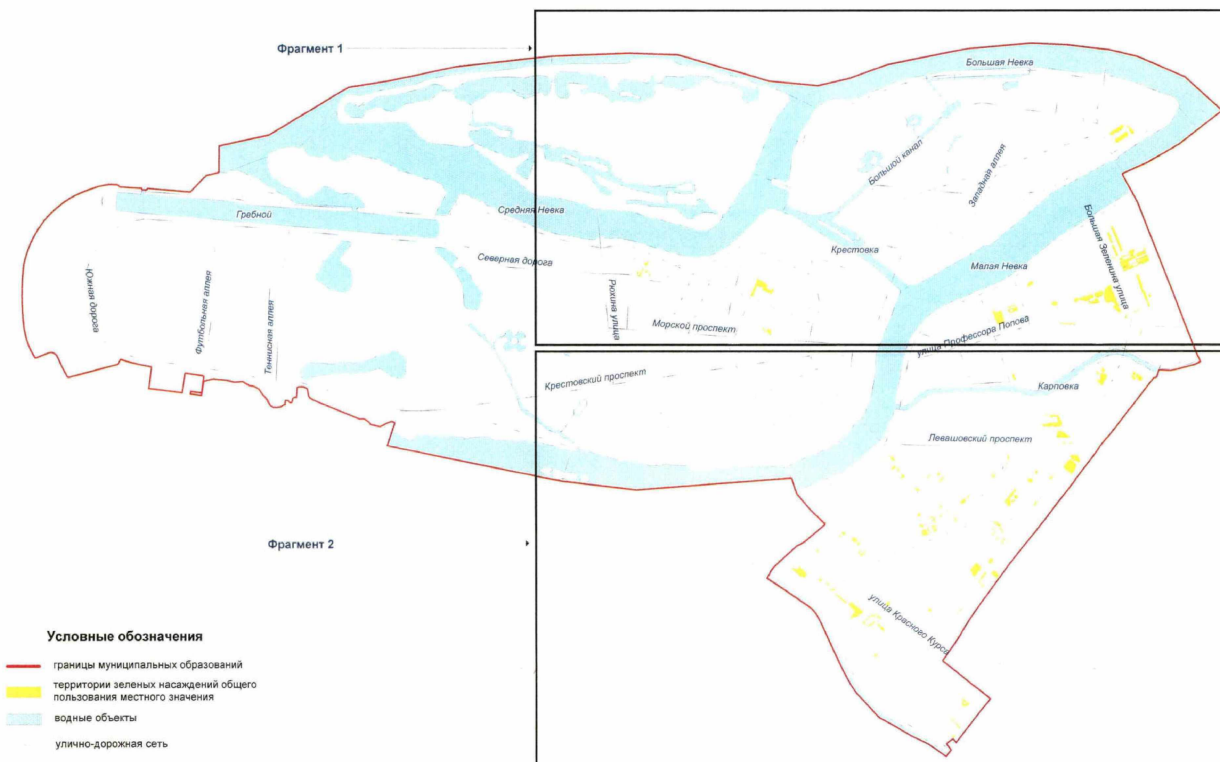 Фрагмент 1
Большая Невка
Большой канал
Западная аллея
Гребной
Средняя Невка
Крестовка
Большая Зеленина улица
Северная дорога
Малая Невка
Южная дорога
Футбольная аллея
Теннисная аллея
Рюхина улица
Морской проспект
улица Профессора Попова
Крестовский проспект
Карповка
Левашовский проспект
Фрагмент 2
улица Красного Курса
Условные обозначения
границы муниципальных образований
территории зеленых насаждений общего
пользования местного значения
водные объекты
улично-дорожная сеть